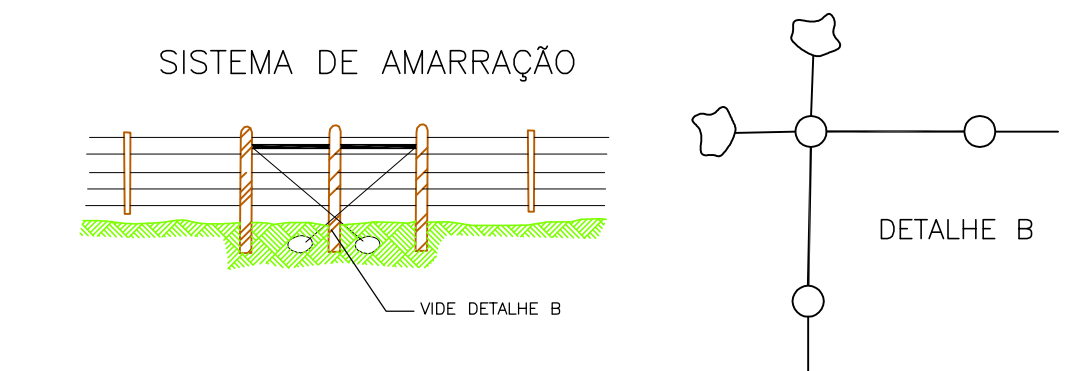 SISTEMA DE AMARRAÇÃO
DETALHE B
VIDE DETALHE B